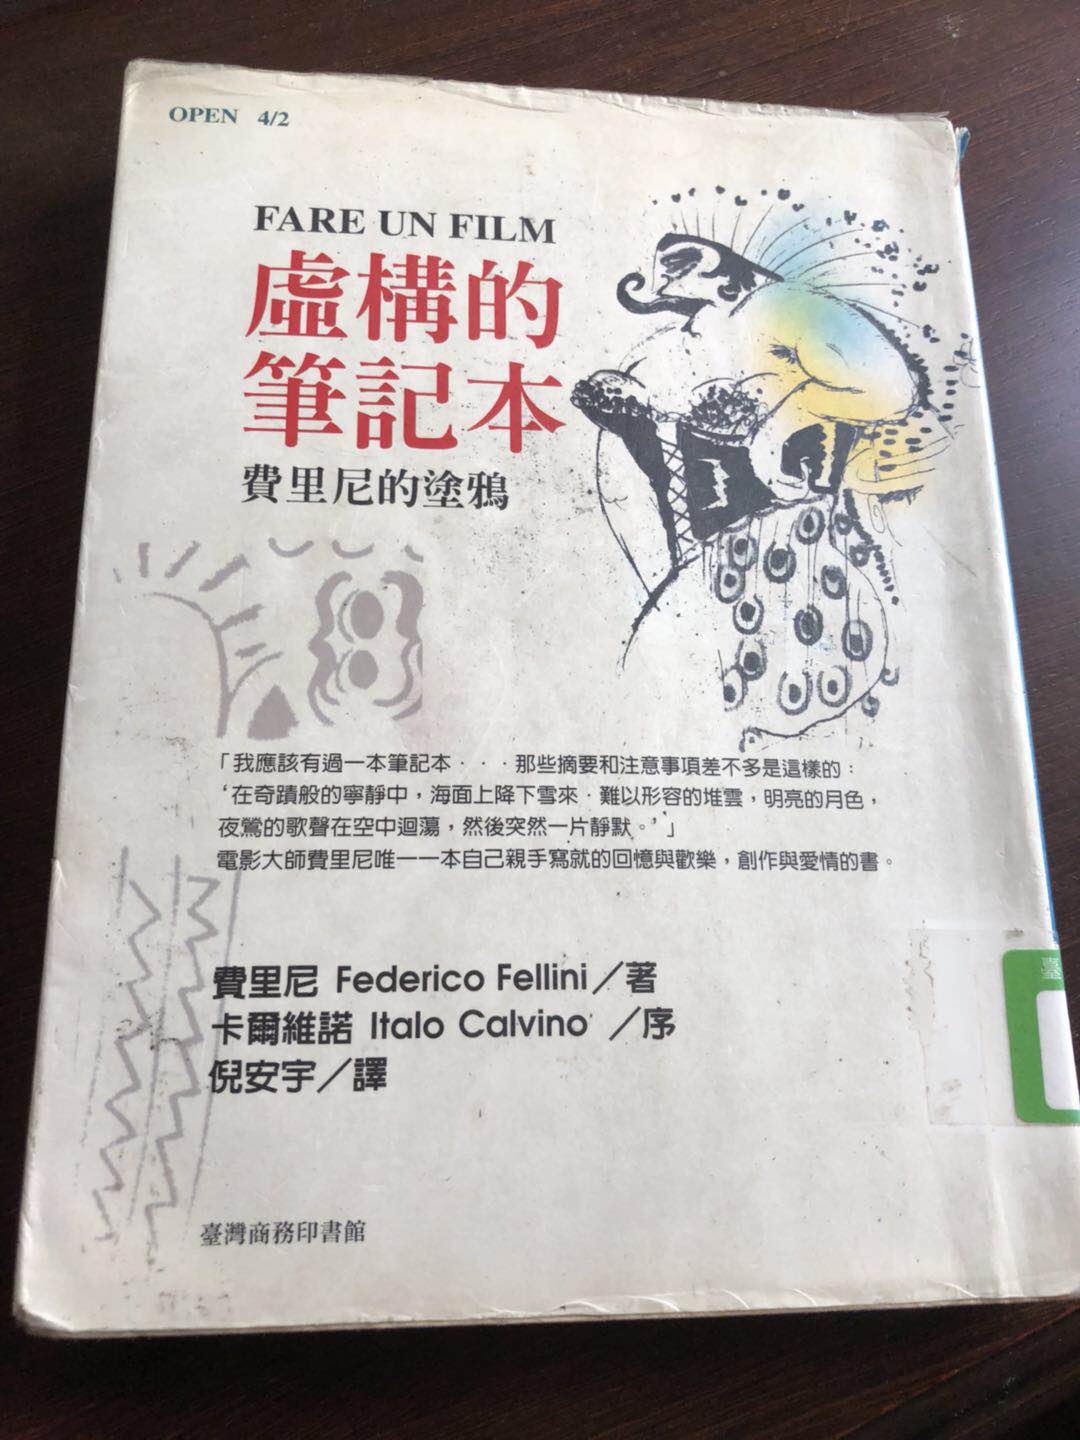 OPEN 4/2
FARE UN FILM
虛構的
筆記本
費里尼的塗鴉
「我應該有過一本筆記本．．．那些摘要和注意事項差不多是這樣的：
‘在奇蹟般的寧靜中，海面上降下雪來．難以形容的堆雲，明亮的月色，
夜鶯的歌聲在空中迴蕩，然後突然一片靜默。’」
電影大師費里尼唯一一本自己親手寫就的回憶與歡樂，創作與愛情的書。
費里尼 Federico Fellini／著
卡爾維諾 Italo Calvino／序
倪安宇／譯
臺灣商務印書館